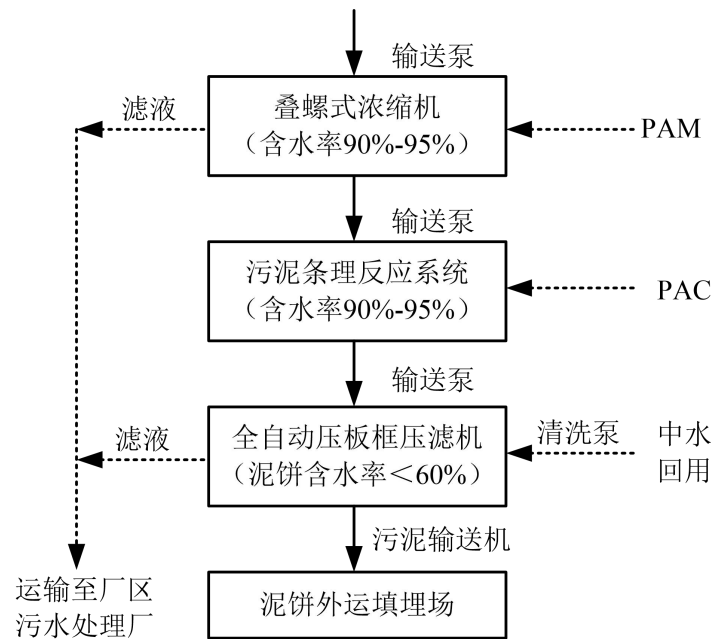 输送泵
滤液
叠螺式浓缩机
（含水率90%-95%）
PAM
输送泵
污泥条理反应系统
（含水率90%-95%）
PAC
输送泵
滤液
全自动压板框压滤机
（泥饼含水率＜60%）
清洗泵
中水
回用
污泥输送机
运输至厂区
污水处理厂
泥饼外运填埋场